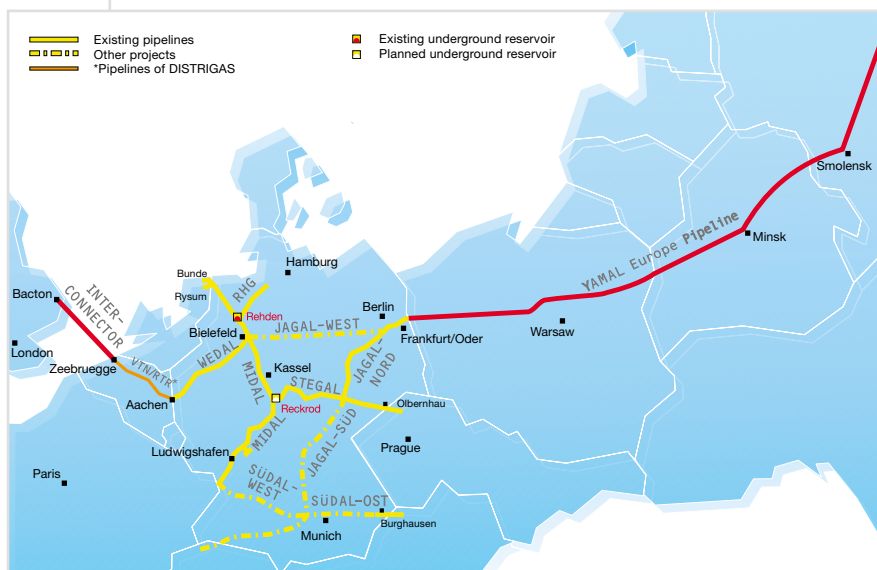 Existing pipelines
Other projects
*Pipelines of DISTRIGAS
Existing underground reservoir
Planned underground reservoir
Smolensk
Minsk
YAMAL Europe Pipeline
Hamburg
Bunde
Rysum
RHG
Bacton
INTER-
CONNECTOR
Rehden
Berlin
JAGAL-WEST
Bielefeld
Frankfurt/Oder
Warsaw
London
Zeebruegge
VTN/RTR*
WEDAL
MIDAL
Kassel
JAGAL-
NORD
STEGAL
Aachen
Reckrod
Olbernhau
MIDAL
JAGAL-SÜD
Prague
Ludwigshafen
Paris
SÜDAL-
WEST
SÜDAL-OST
Munich
Burghausen